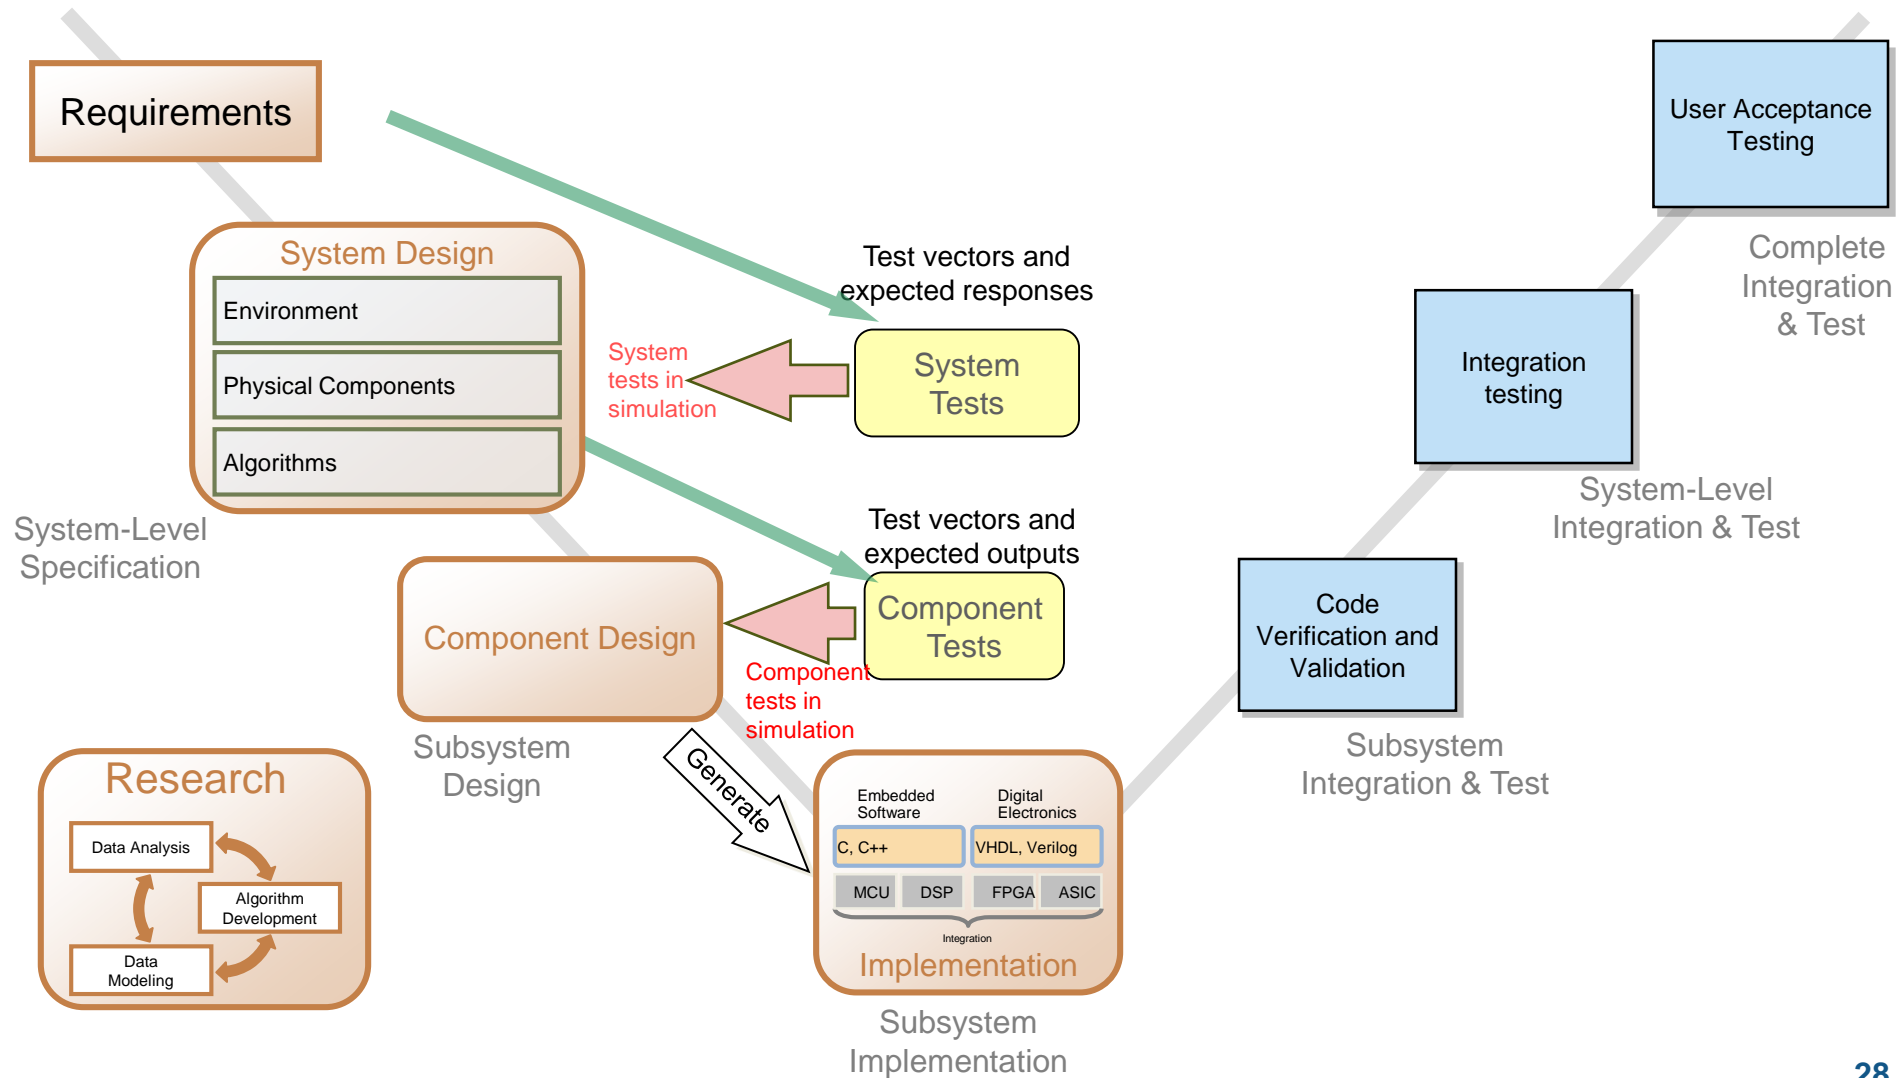 Requirements
System Design
Environment
Physical Components
Algorithms
System-Level
Specification
Test vectors and
expected responses
System
tests in
simulation
System
Tests
Test vectors and
expected outputs
Component Design
Component
Tests
Component
tests in
simulation
Subsystem
Design
Generate
Research
Data Analysis
Algorithm
Development
Data
Modeling
Embedded
Software
Digital
Electronics
C, C++
VHDL, Verilog
MCU
DSP
FPGA
ASIC
Integration
Implementation
Subsystem
Implementation
User Acceptance
Testing
Complete
Integration
& Test
Integration
testing
System-Level
Integration & Test
Code
Verification and
Validation
Subsystem
Integration & Test
28